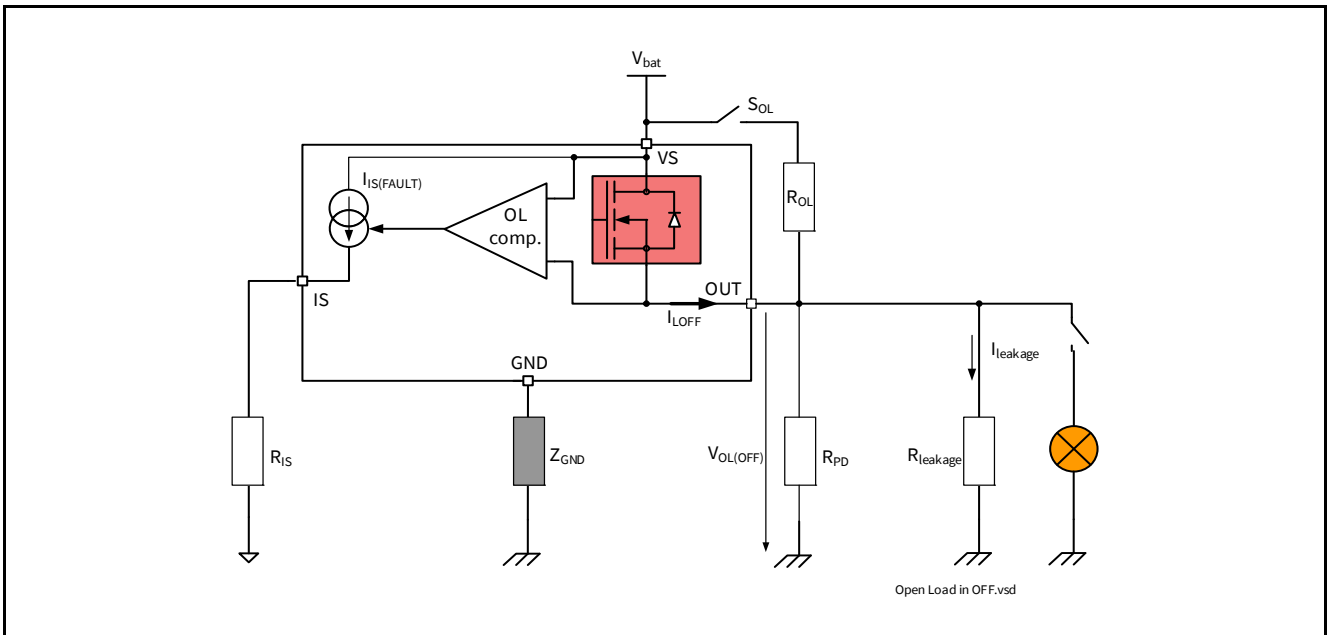 Vbat
SOL
VS
IIS(FAULT)
ROL
OL
comp.
OUT
IS
ILOFF
GND
Ileakage
RIS
ZGND
VOL(OFF)
RPD
Rleakage
Open Load in OFF.vsd